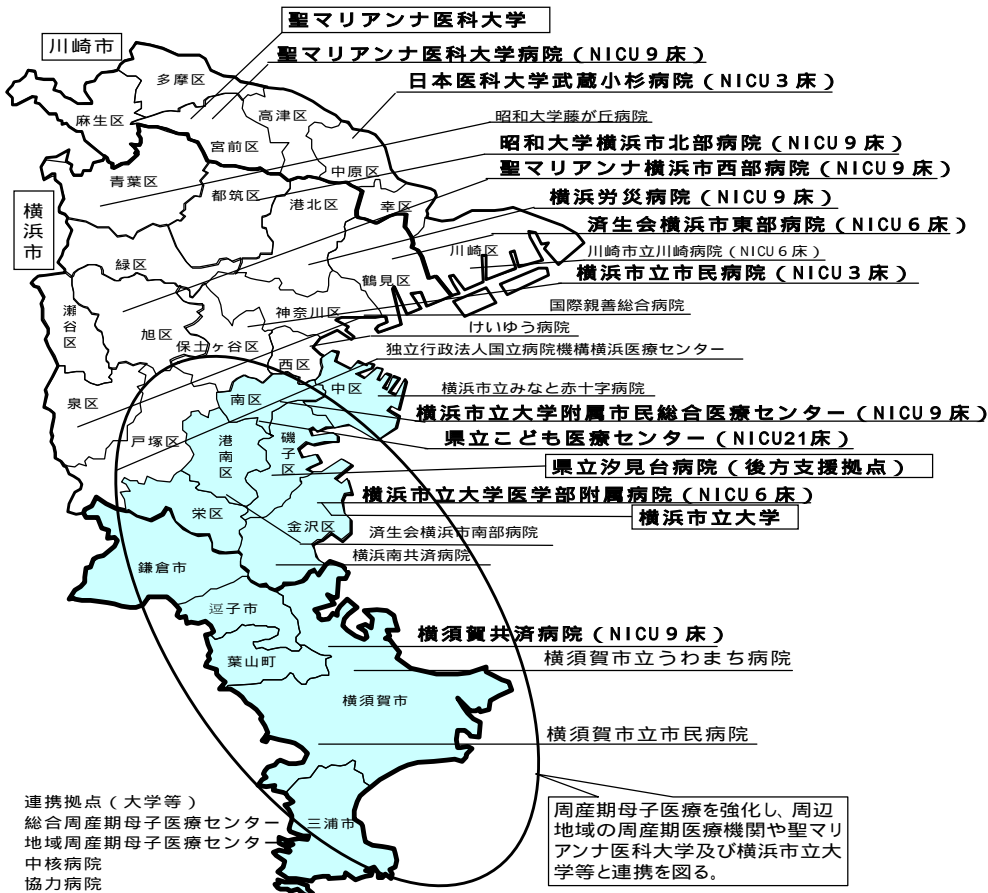 聖マリアンナ医科大学
川崎市
聖マリアンナ医科大学病院（NICU９床）
多摩区
日本医科大学武蔵小杉病院（NICU３床）
高津区
麻生区
昭和大学藤が丘病院
宮前区
昭和大学横浜市北部病院（NICU９床）
中原区
聖マリアンナ横浜市西部病院（NICU９床）
青葉区
都筑区
横浜市
港北区
幸区
横浜労災病院（NICU９床）
済生会横浜市東部病院（NICU６床）
川崎区
川崎市立川崎病院（NICU６床）
緑区
鶴見区
横浜市立市民病院（NICU３床）
瀬谷区
神奈川区
国際親善総合病院
旭区
けいゆう病院
保土ヶ谷区
独立行政法人国立病院機構横浜医療センター
西区
中区
横浜市立みなと赤十字病院
泉区
南区
横浜市立大学附属市民総合医療センター（NICU９床）
戸塚区
港南区
磯子区
県立こども医療センター（NICU21床）
県立汐見台病院（後方支援拠点）
横浜市立大学医学部附属病院（NICU６床）
栄区
横浜市立大学
金沢区
済生会横浜市南部病院
横浜南共済病院
鎌倉市
逗子市
横須賀共済病院（NICU９床）
葉山町
横須賀市立うわまち病院
横須賀市
横須賀市立市民病院
三浦市
連携拠点（大学等）
総合周産期母子医療センター
地域周産期母子医療センター
中核病院
協力病院
周産期母子医療を強化し、周辺
地域の周産期医療機関や聖マリ
アンナ医科大学及び横浜市立大
学等と連携を図る。